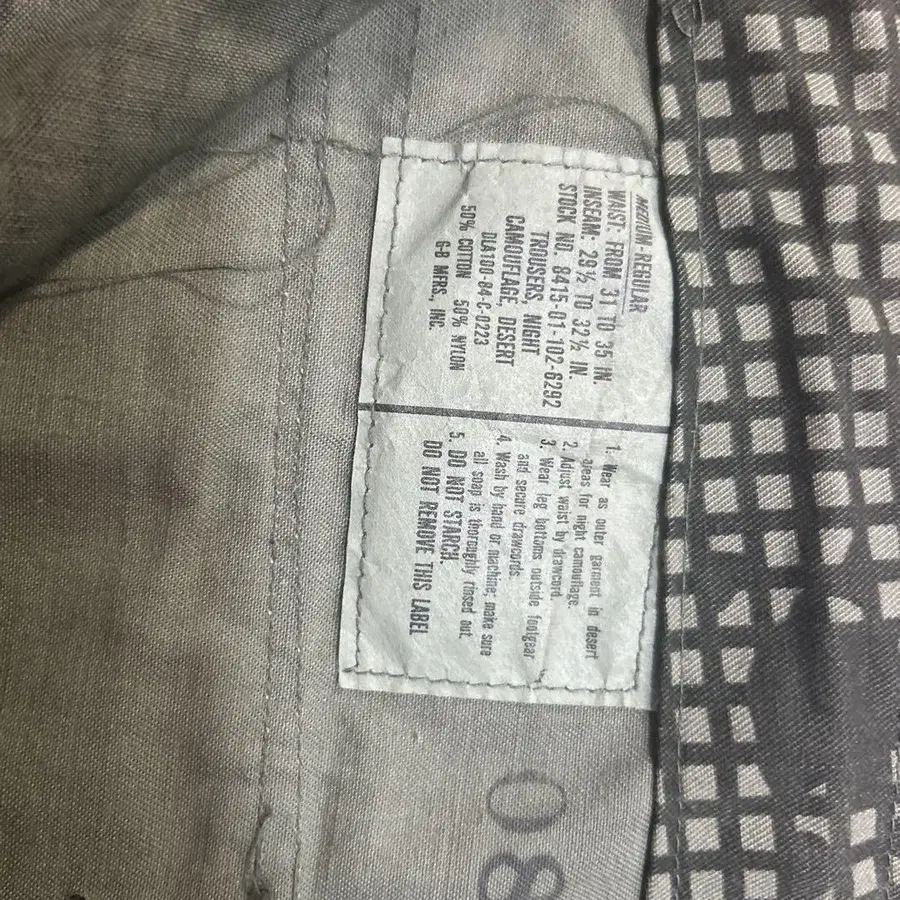 MEDIUM-REGULAR
WAIST: FROM 31 TO 35 IN.
INSEAM: 29½ TO 32½ IN.
STOCK NO. 8415-01-102-6292
TROUSERS, NIGHT
CAMOUFLAGE, DESERT
DLA100-84-C-0223
50% COTTON 50% NYLON
G-B MFRS., INC.
1. Wear as outer garment in desert
areas for night camouflage.
2. Adjust waist by drawcord.
3. Wear leg bottoms outside footgear
and secure drawcords
4. Wash by hand or machine; make sure
all soap is thoroughly rinsed out.
5. DO NOT STARCH.
DO NOT REMOVE THIS LABEL
08